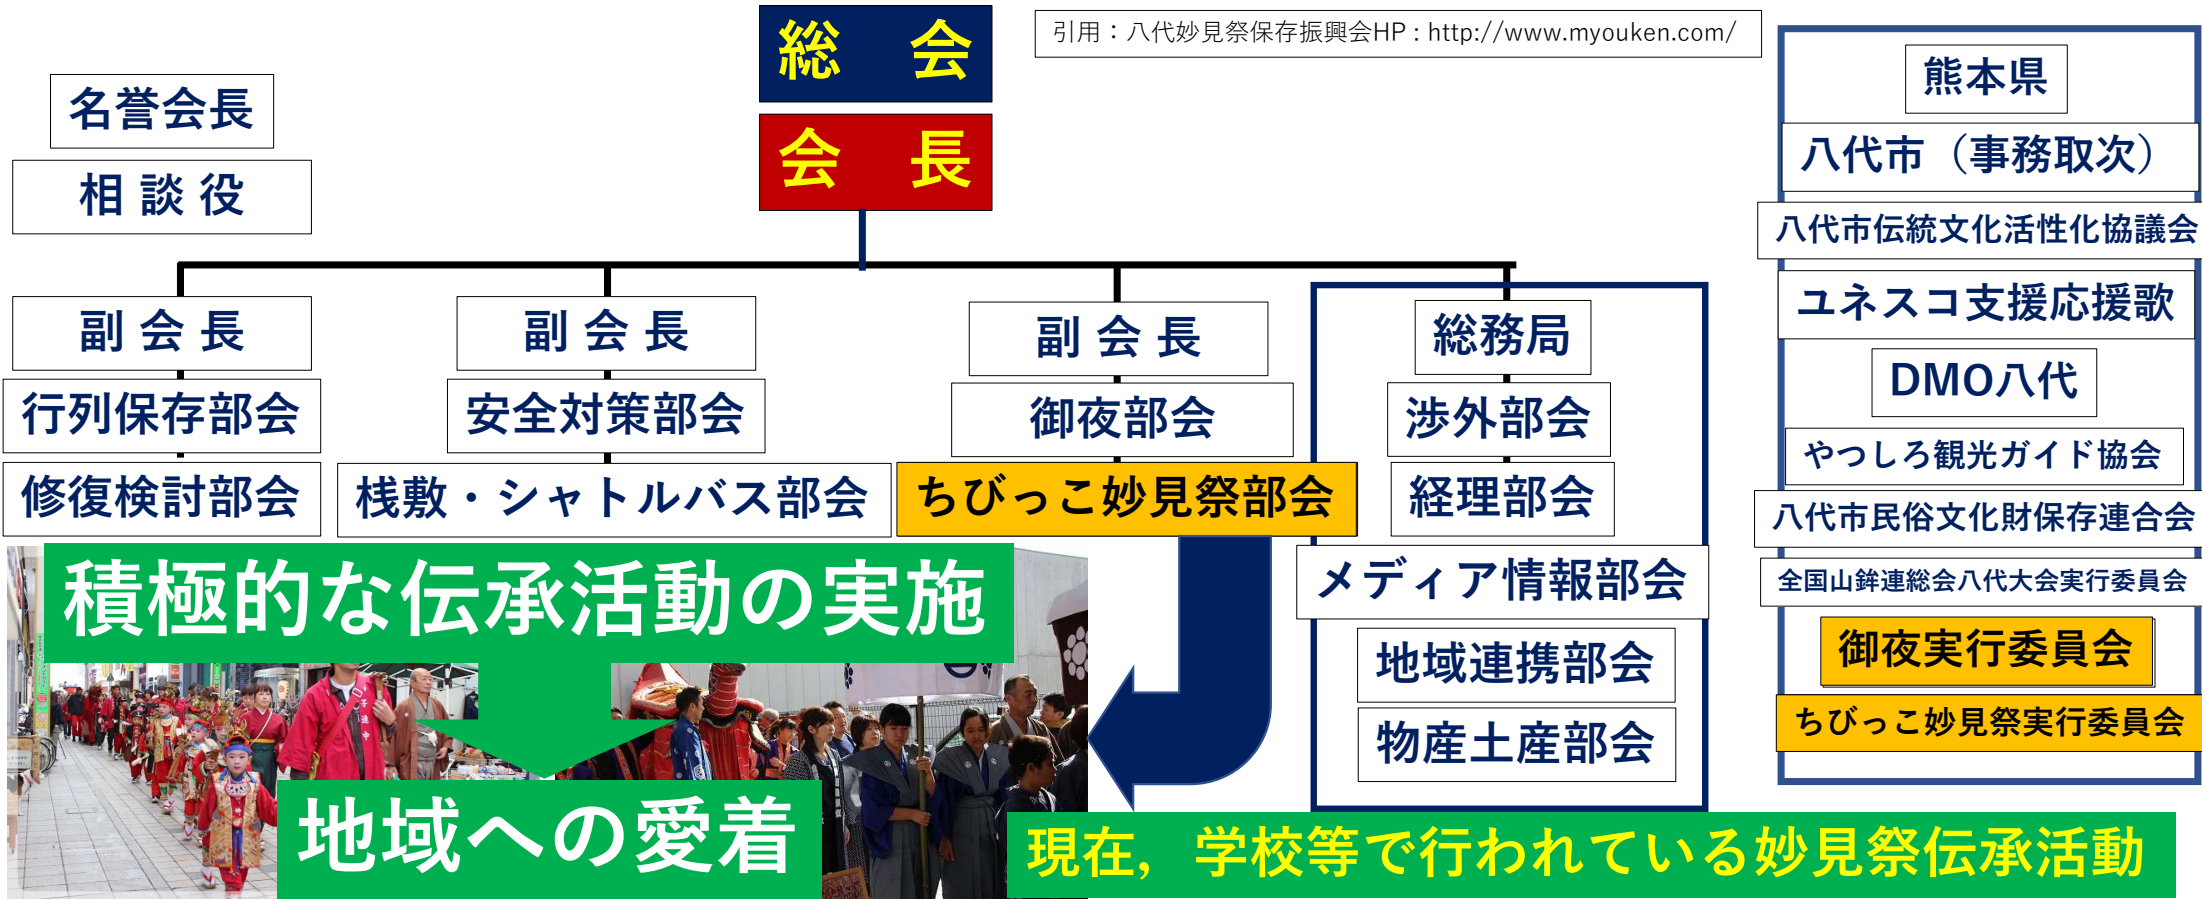 総 会
引用：八代妙見祭保存振興会HP : http://www.myouken.com/
会 長
名誉会長
相 談 役
副 会 長
行列保存部会
修復検討部会
副 会 長
安全対策部会
桟敷・シャトルバス部会
副 会 長
御夜部会
ちびっこ妙見祭部会
総務局
渉外部会
経理部会
メディア情報部会
地域連携部会
物産土産部会
熊本県
八代市（事務取次）
八代市伝統文化活性化協議会
ユネスコ支援応援歌
DMO八代
やつしろ観光ガイド協会
八代市民俗文化財保存連合会
全国山鉾連総会八代大会実行委員会
御夜実行委員会
ちびっこ妙見祭実行委員会
積極的な伝承活動の実施
地域への愛着
現在，学校等で行われている妙見祭伝承活動